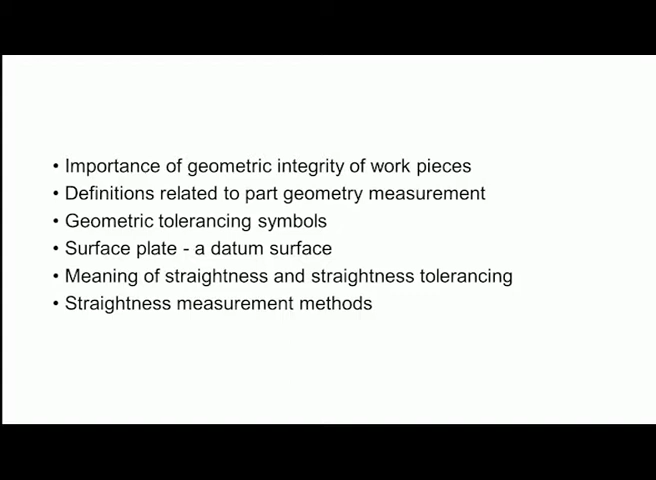 • Importance of geometric integrity of work pieces
• Definitions related to part geometry measurement
• Geometric tolerancing symbols
• Surface plate - a datum surface
• Meaning of straightness and straightness tolerancing
• Straightness measurement methods